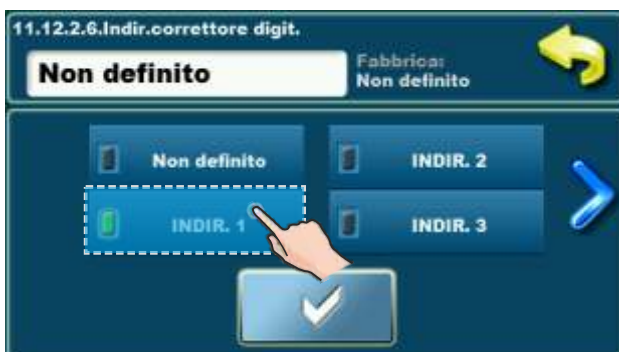 11.12.2.6.Indir.correttore digit.
Non definito
Fabbrica:
Non definito
Non definito
INDIR. 2
INDIR. 1
INDIR. 3